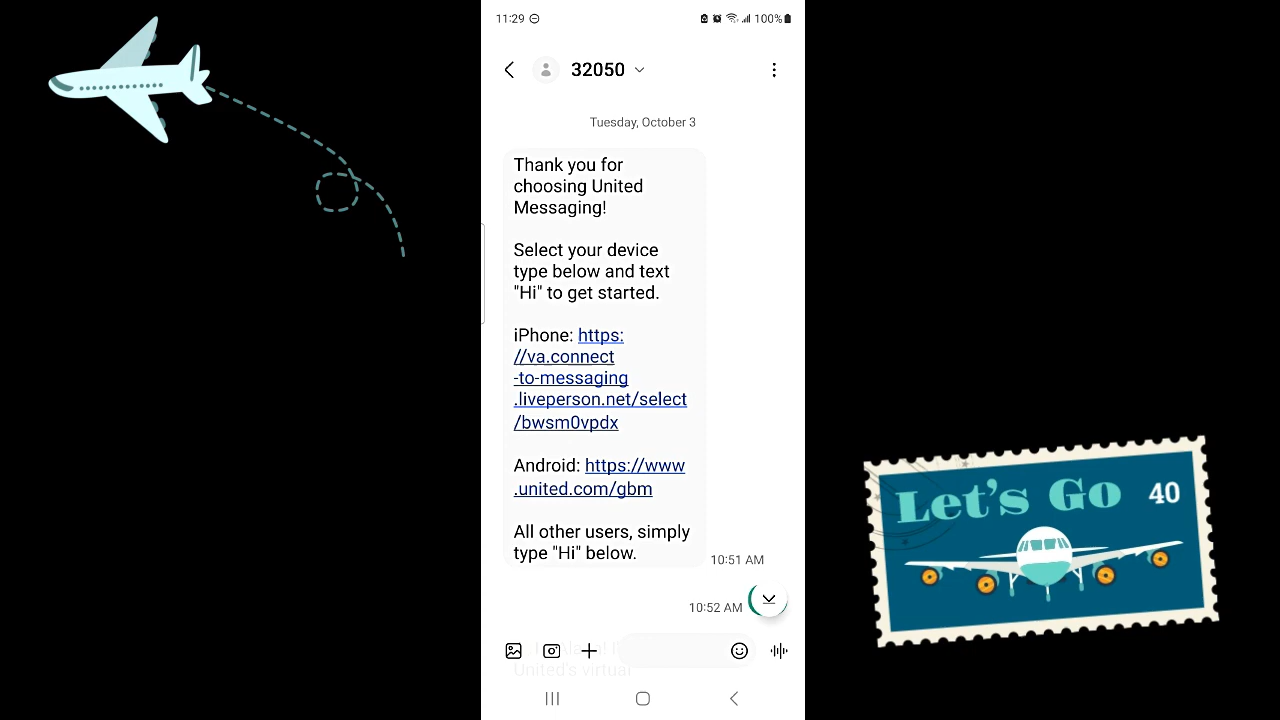 11:29
100%
32050
Tuesday, October 3
Thank you for
choosing United
Messaging!
Select your device
type below and text
"Hi" to get started.
iPhone: https:
//va.connect
-to-messaging
.liveperson.net/select
/bwsm0vpdx
Android: https://www
.united.com/gbm
All other users, simply
type "Hi" below.
10:51 AM
10:52 AM
United's virtual
Let's Go 40